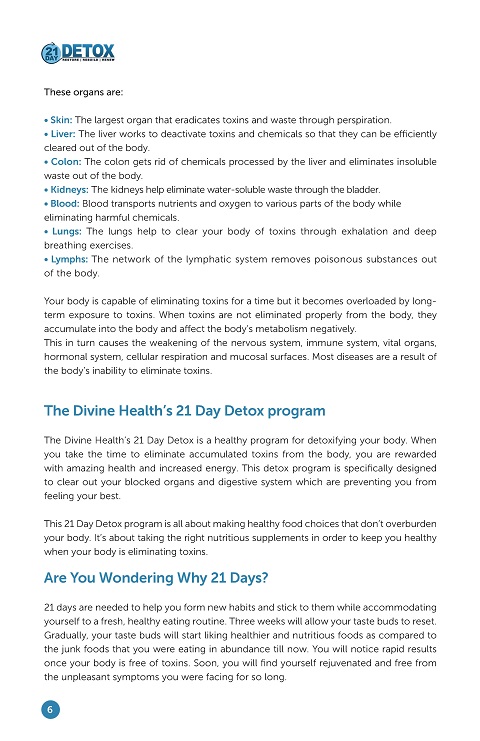 21 DETOX
DAY RESTORE | REBUILD | RENEW
These organs are:
• Skin: The largest organ that eradicates toxins and waste through perspiration.
• Liver: The liver works to deactivate toxins and chemicals so that they can be efficiently
cleared out of the body.
• Colon: The colon gets rid of chemicals processed by the liver and eliminates insoluble
waste out of the body.
• Kidneys: The kidneys help eliminate water-soluble waste through the bladder.
• Blood: Blood transports nutrients and oxygen to various parts of the body while
eliminating harmful chemicals.
• Lungs: The lungs help to clear your body of toxins through exhalation and deep
breathing exercises.
• Lymphs: The network of the lymphatic system removes poisonous substances out
of the body.
Your body is capable of eliminating toxins for a time but it becomes overloaded by long-
term exposure to toxins. When toxins are not eliminated properly from the body, they
accumulate into the body and affect the body's metabolism negatively.
This in turn causes the weakening of the nervous system, immune system, vital organs,
hormonal system, cellular respiration and mucosal surfaces. Most diseases are a result of
the body's inability to eliminate toxins.
The Divine Health's 21 Day Detox program
The Divine Health's 21 Day Detox is a healthy program for detoxifying your body. When
you take the time to eliminate accumulated toxins from the body, you are rewarded
with amazing health and increased energy. This detox program is specifically designed
to clear out your blocked organs and digestive system which are preventing you from
feeling your best.
This 21 Day Detox program is all about making healthy food choices that don't overburden
your body. It's about taking the right nutritious supplements in order to keep you healthy
when your body is eliminating toxins.
Are You Wondering Why 21 Days?
21 days are needed to help you form new habits and stick to them while accommodating
yourself to a fresh, healthy eating routine. Three weeks will allow your taste buds to reset.
Gradually, your taste buds will start liking healthier and nutritious foods as compared to
the junk foods that you were eating in abundance till now. You will notice rapid results
once your body is free of toxins. Soon, you will find yourself rejuvenated and free from
the unpleasant symptoms you were facing for so long.
6